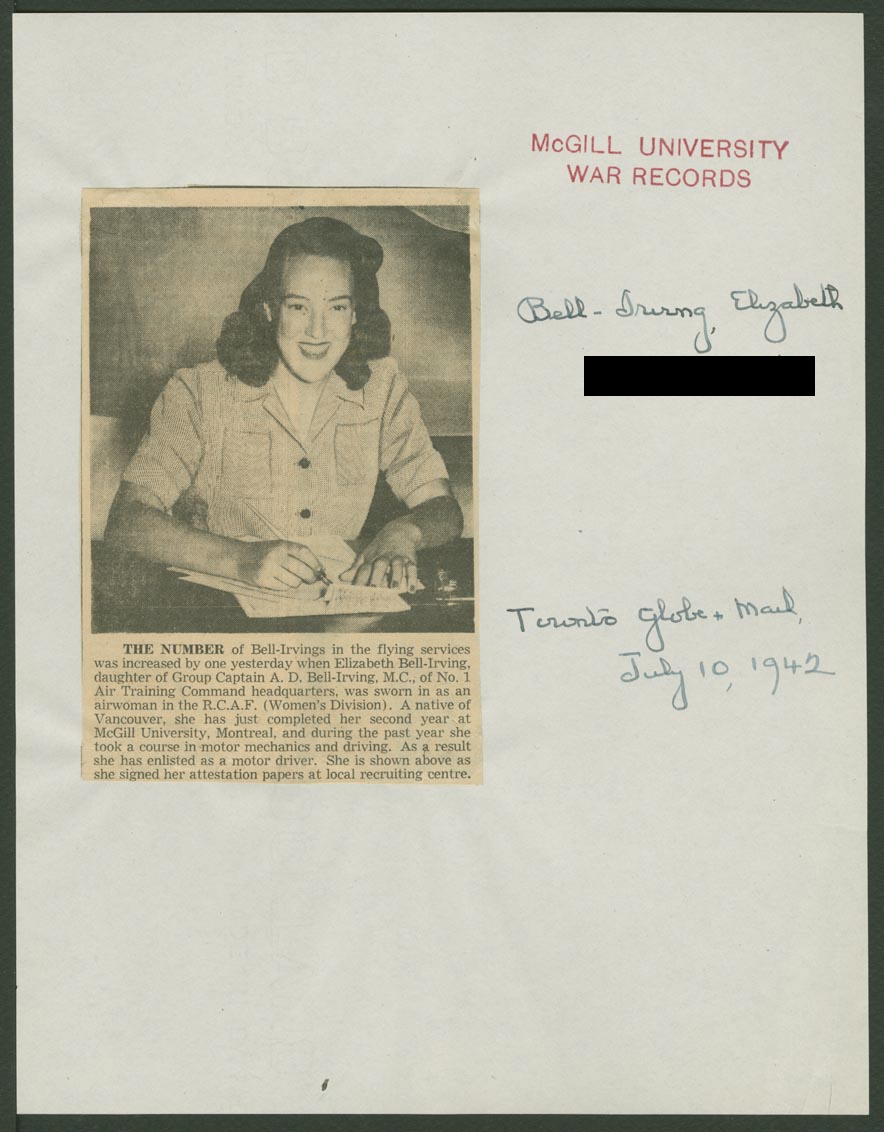 McGILL UNIVERSITY
WAR RECORDS
Bell-Irving, Elizabeth
Toronto Globe + Mail,
July 10, 1942
THE NUMBER of Bell-Irvings in the flying services
was increased by one yesterday when Elizabeth Bell-Irving,
daughter of Group Captain A. D. Bell-Irving, M.C., of No. 1
Air Training Command headquarters, was sworn in as an
airwoman in the R.C.A.F. (Women's Division). A native of
Vancouver, she has just completed her second year at
McGill University, Montreal, and during the past year she
took a course in motor mechanics and driving. As a result
she has enlisted as a motor driver. She is shown above as
she signed her attestation papers at local recruiting centre.